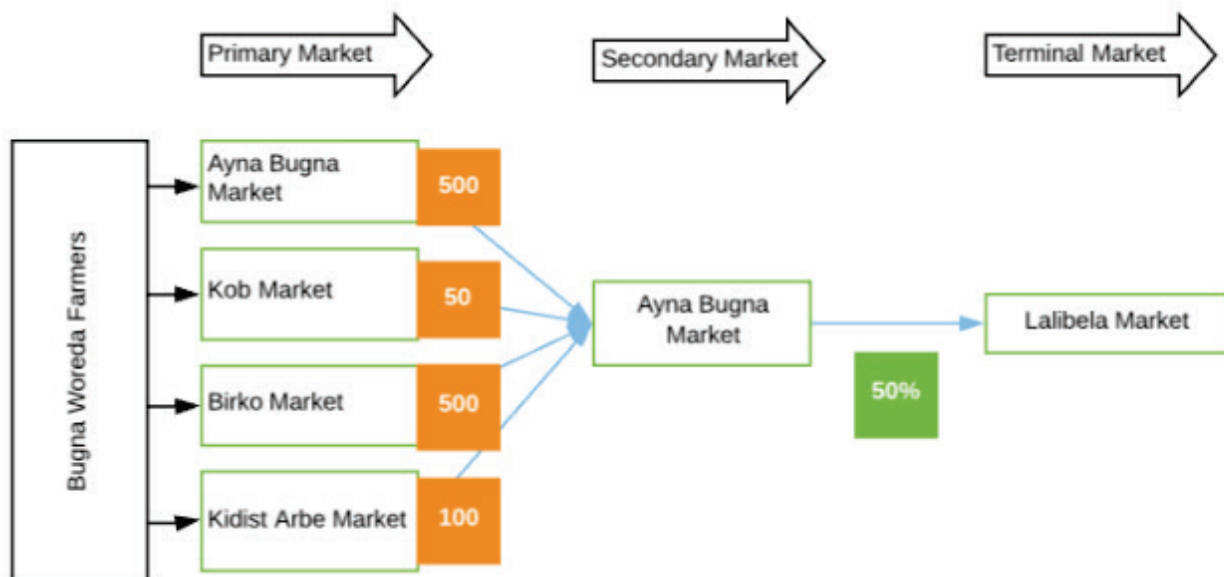 Primary Market
Secondary Market
Terminal Market
Bugna Woreda Farmers
Ayna Bugna
Market
500
Kob Market
50
Birko Market
500
Kidist Arbe Market
100
Ayna Bugna
Market
50%
Lalibela Market